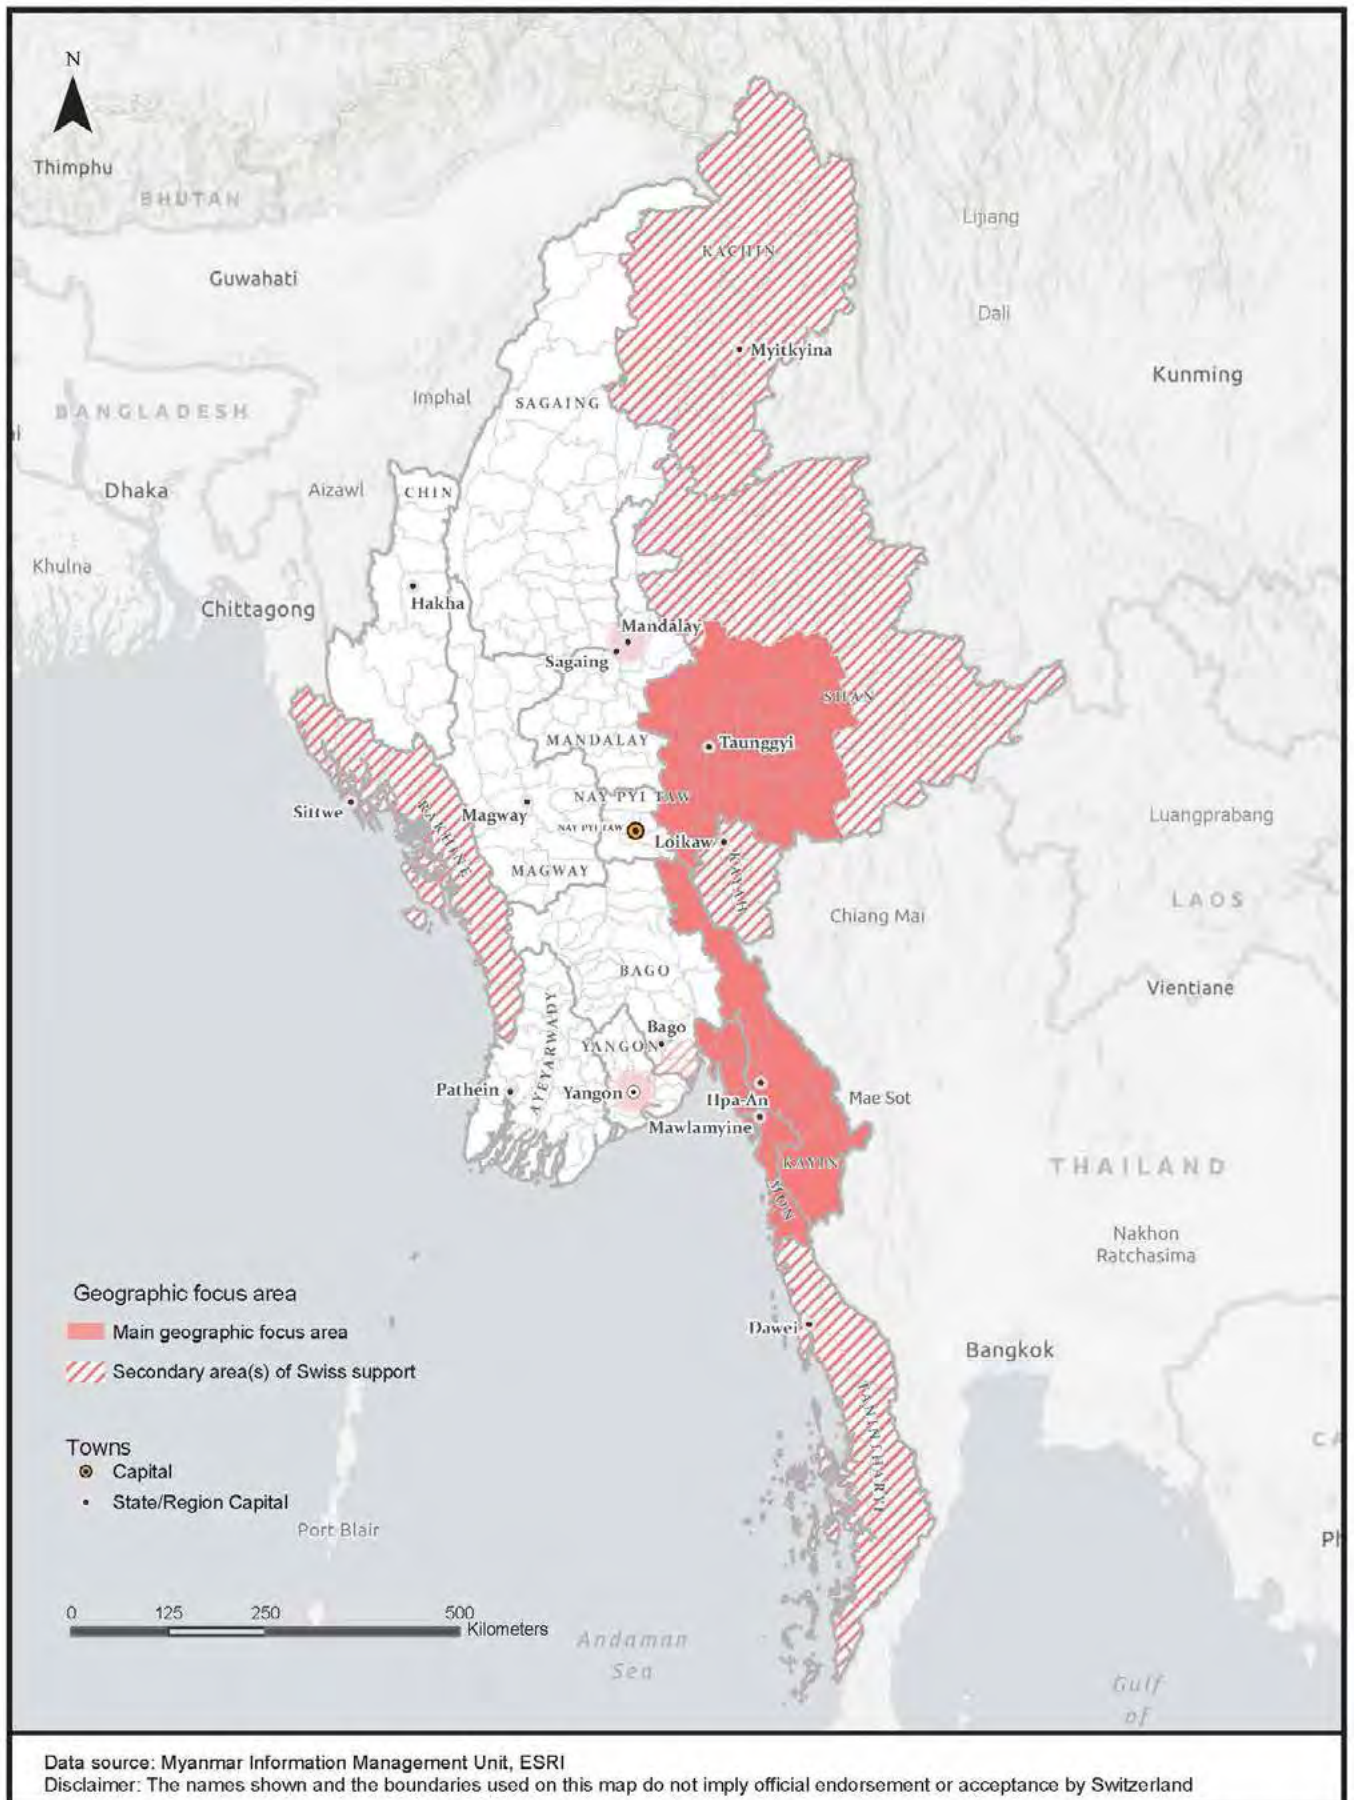 N
Thimphu
BHUTAN
Guwahati
Lijiang
KACHIN
Dali
Myitkyina
Kunming
Imphal
SAGAING
BANGLADESH
Dhaka
Aizawl
CHIN
Khulna
Chittagong
Hakha
Mandalay
Sagaing
SHAN
MANDALAY
Taunggyi
NAY PYI TAW
Sittwe
RAKHINE
Magway
NAY PYI TAW
Loikaw
KAYAH
Luangprabang
MAGWAY
LAOS
Chiang Mai
BAGO
Vientiane
AYEYARWADY
YANGON
Bago
Pathein
Yangon
Hpa-An
Mae Sot
Mawlamyine
KAYIN
THAILAND
MON
Nakhon
Ratchasima
Geographic focus area
Main geographic focus area
Secondary area(s) of Swiss support
Dawei
Bangkok
TANINTHARYI
Towns
Capital
State/Region Capital
Port Blair
CA
Ph
0 125 250 500
Kilometers
Andaman
Sea
Gulf
of
Data source: Myanmar Information Management Unit, ESRI
Disclaimer: The names shown and the boundaries used on this map do not imply official endorsement or acceptance by Switzerland